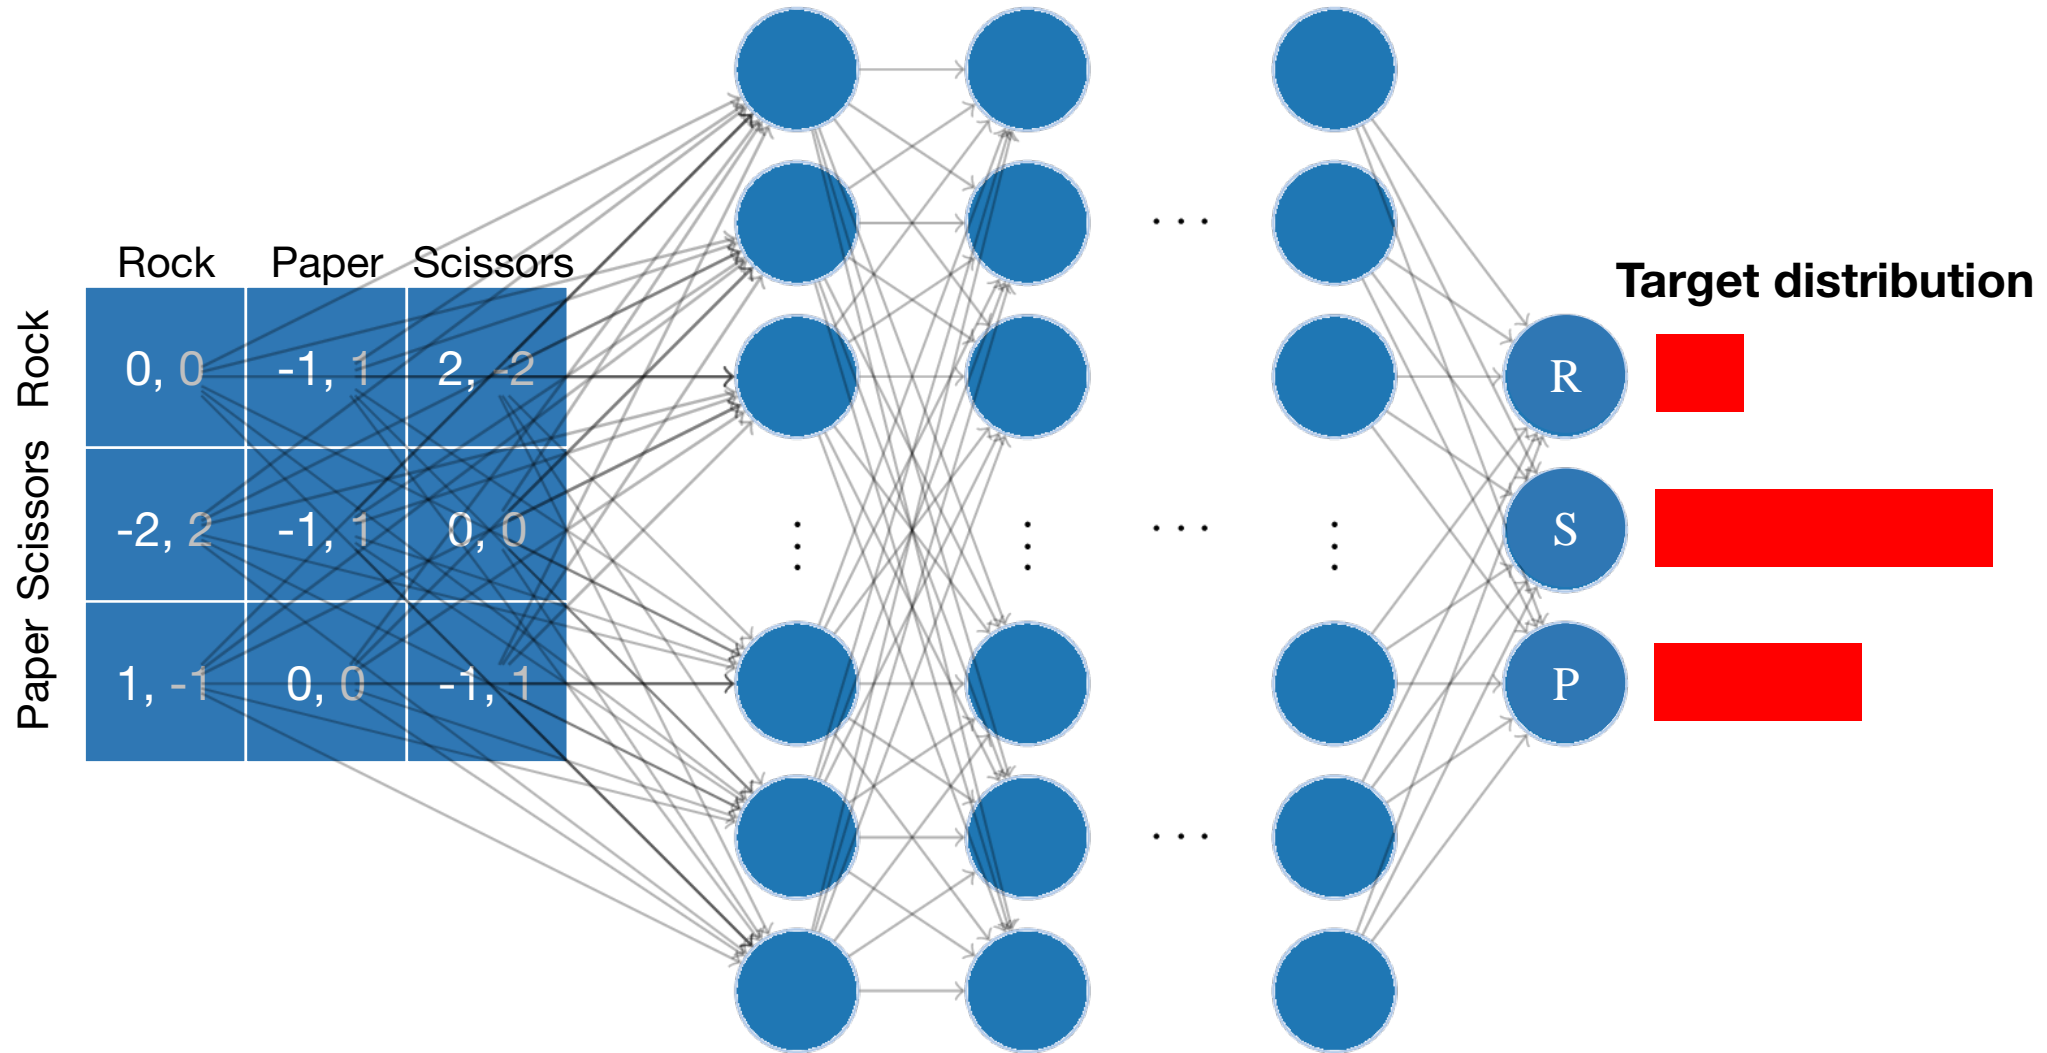 Rock Paper Scissors
Target distribution
Rock 0, 0 -1, 1 2, -2 R
Scissors -2, 2 -1, 1 0, 0 S
Paper 1, -1 0, 0 -1, 1 P